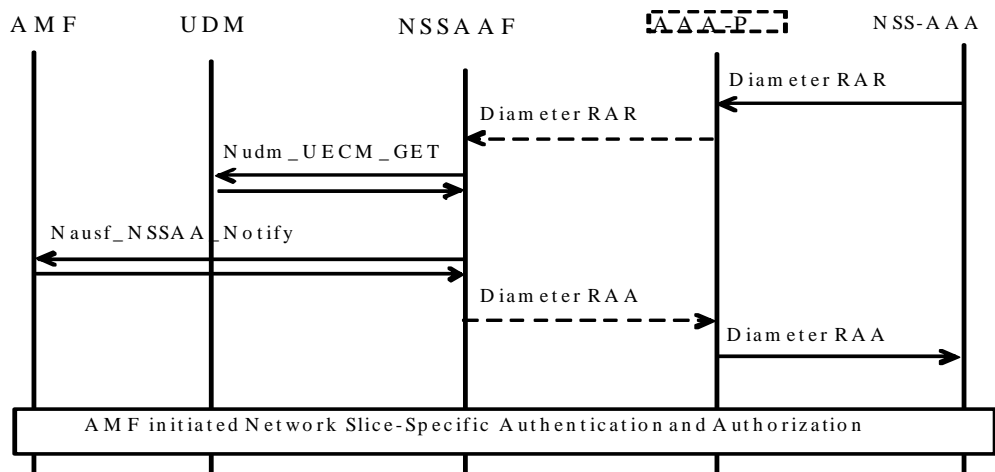 AMF UDM NSSAAF AAA-P NSS-AAA
Diameter RAR
Diameter RAR
Nudm_UECM_GET
Nausf_NSSAA_Notify
Diameter RAA
Diameter RAA
AMF initiated Network Slice-Specific Authentication and Authorization